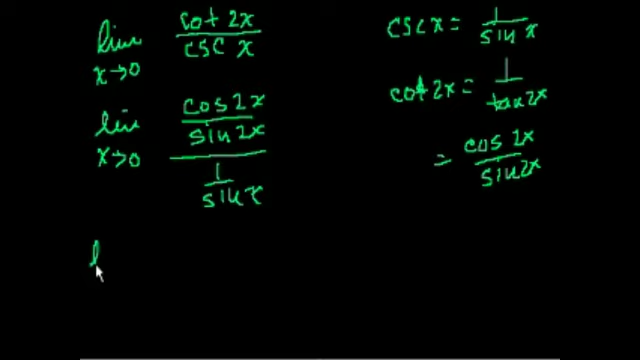 lim cot 2x / csc x
x→0
csc x = 1 / sin x
cot 2x = 1 / tan 2x
= cos 2x / sin 2x
lim (cos 2x / sin 2x) / (1 / sin x)
x→0
l